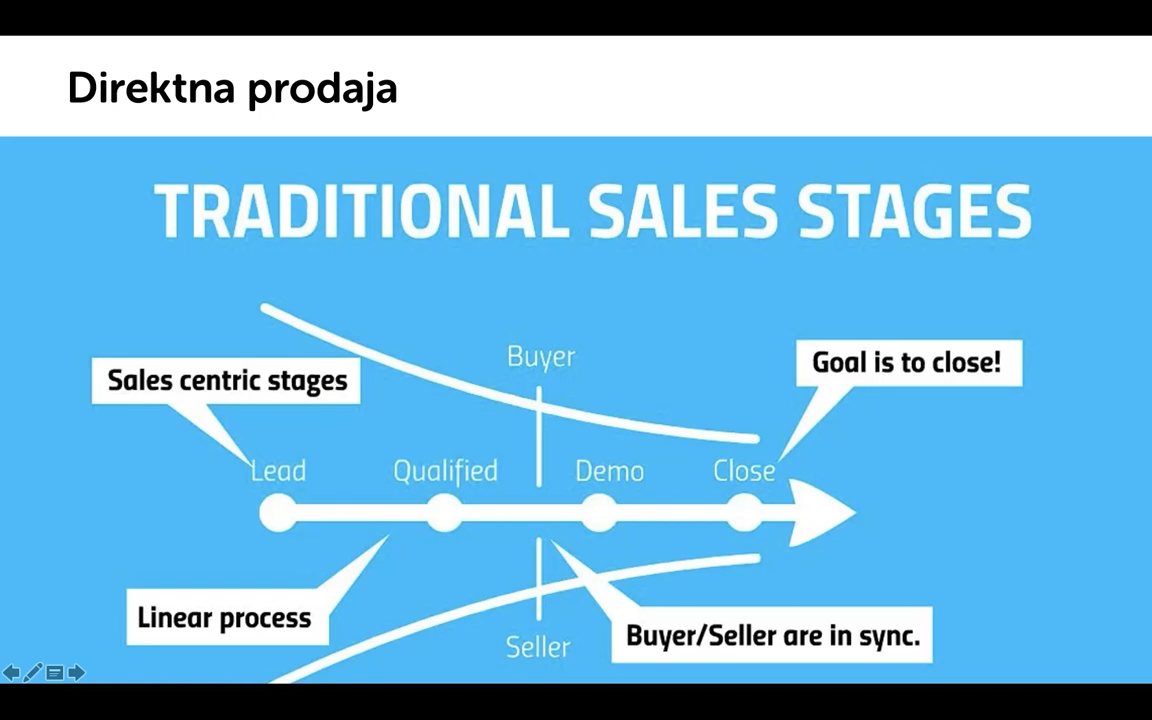 Direktna prodaja
TRADITIONAL SALES STAGES
Buyer
Goal is to close!
Sales centric stages
Lead
Qualified
Demo
Close
Linear process
Buyer/Seller are in sync.
Seller